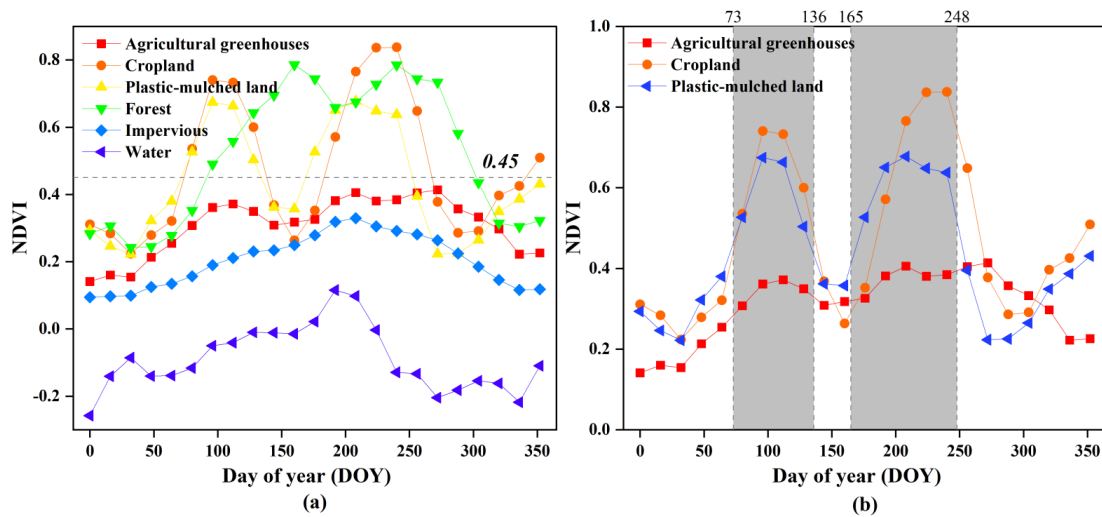 0.8
0.6
0.4
0.2
0.0
-0.2
NDVI
Agricultural greenhouses
Cropland
Plastic-mulched land
Forest
Impervious
Water
0.45
0 50 100 150 200 250 300 350
Day of year (DOY)
(a)
73 136 165 248
1.0
0.8
0.6
0.4
0.2
0.0
NDVI
Agricultural greenhouses
Cropland
Plastic-mulched land
0 50 100 150 200 250 300 350
Day of year (DOY)
(b)